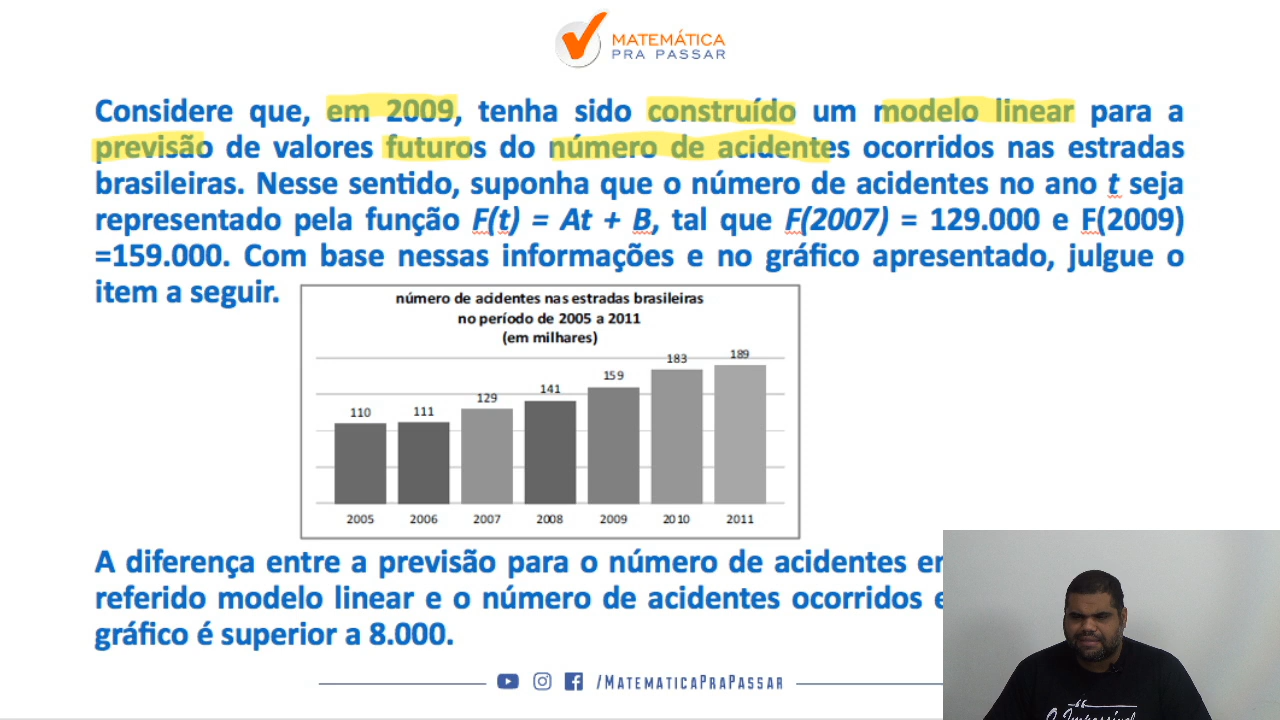 MATEMÁTICA
PRA PASSAR
Considere que, em 2009, tenha sido construído um modelo linear para a
previsão de valores futuros do número de acidentes ocorridos nas estradas
brasileiras. Nesse sentido, suponha que o número de acidentes no ano t seja
representado pela função F(t) = At + B, tal que F(2007) = 129.000 e F(2009)
=159.000. Com base nessas informações e no gráfico apresentado, julgue o
item a seguir.
número de acidentes nas estradas brasileiras
no período de 2005 a 2011
(em milhares)
110 111 129 141 159 183 189
2005 2006 2007 2008 2009 2010 2011
A diferença entre a previsão para o número de acidentes
referido modelo linear e o número de acidentes ocorridos
gráfico é superior a 8.000.
/MATEMATICAPRAPASSAR